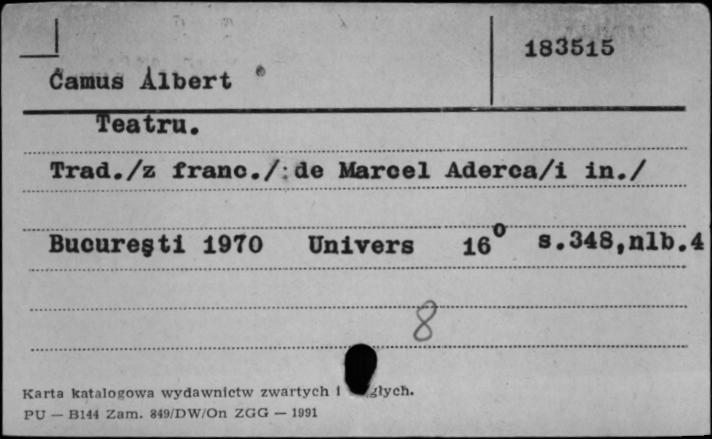 183515
Camus Albert
Teatru.
Trad./z franc./:de Marcel Aderca/i in./
Bucureşti 1970 Univers 16⁰ s.348,nlb.4
8
Karta katalogowa wydawnictw zwartych i
PU — B144 Zam. 849/DW/On ZGG — 1991